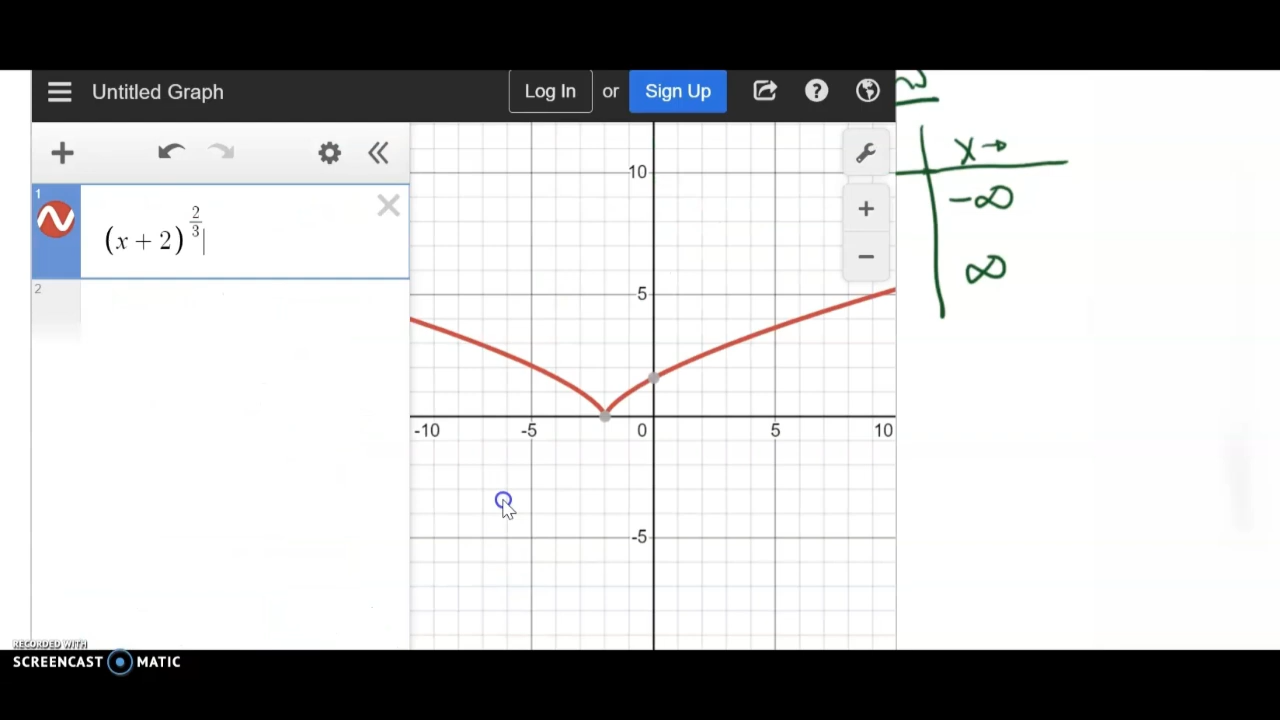 Untitled Graph
Log In or Sign Up
1
(x + 2)^{2/3}
2
10
5
-10 -5 0 5 10
-5
x →
-∞
∞
RECORDED WITH
SCREENCAST MATIC